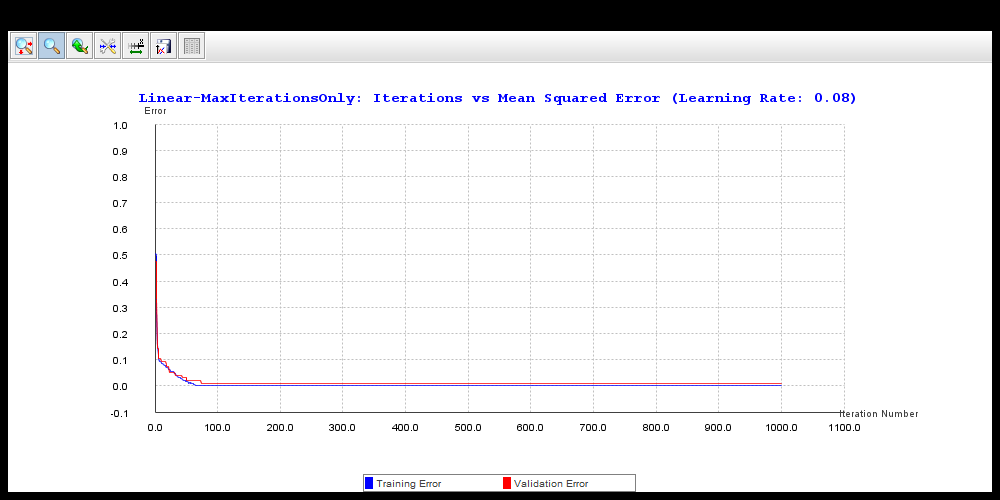 Linear-MaxIterationsOnly: Iterations vs Mean Squared Error (Learning Rate: 0.08)
Error
1.0
0.9
0.8
0.7
0.6
0.5
0.4
0.3
0.2
0.1
0.0
-0.1
Iteration Number
0.0 100.0 200.0 300.0 400.0 500.0 600.0 700.0 800.0 900.0 1000.0 1100.0
Training Error Validation Error